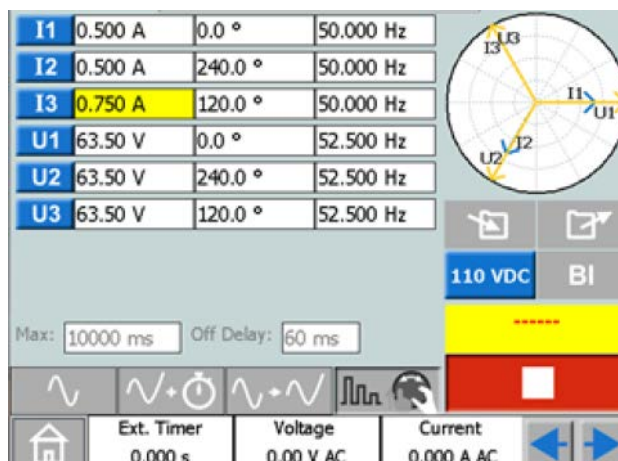 I1 0.500 A 0.0 ° 50.000 Hz
I2 0.500 A 240.0 ° 50.000 Hz
I3 0.750 A 120.0 ° 50.000 Hz
U1 63.50 V 0.0 ° 52.500 Hz
U2 63.50 V 240.0 ° 52.500 Hz
U3 63.50 V 120.0 ° 52.500 Hz
U3
I3
I1
U1
I2
U2
110 VDC BI
------
Max: 10000 ms Off Delay: 60 ms
Ext. Timer Voltage Current
0.000 s 0.00 V AC 0.000 A AC